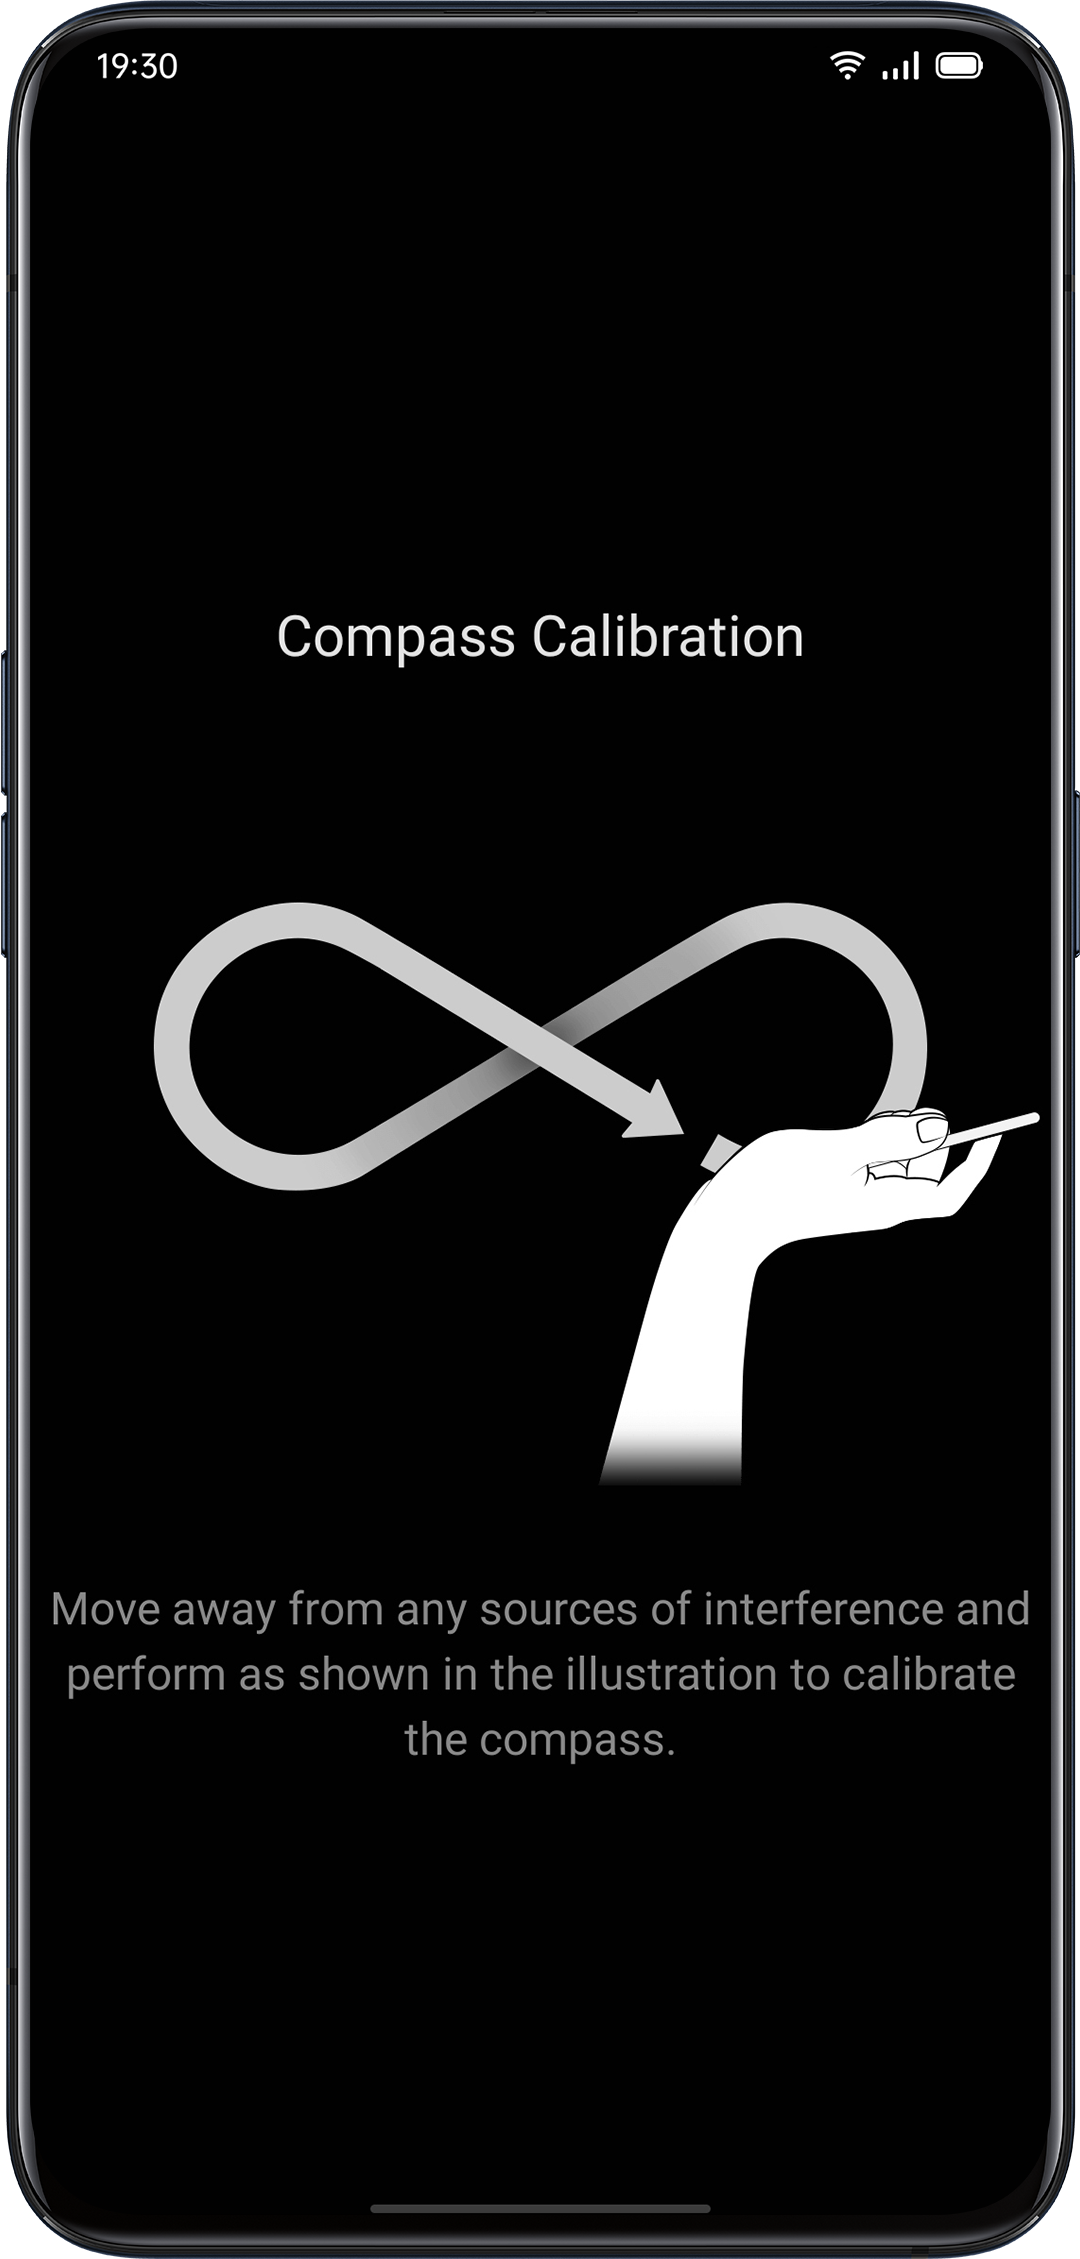 19:30
Compass Calibration
Move away from any sources of interference and
perform as shown in the illustration to calibrate
the compass.